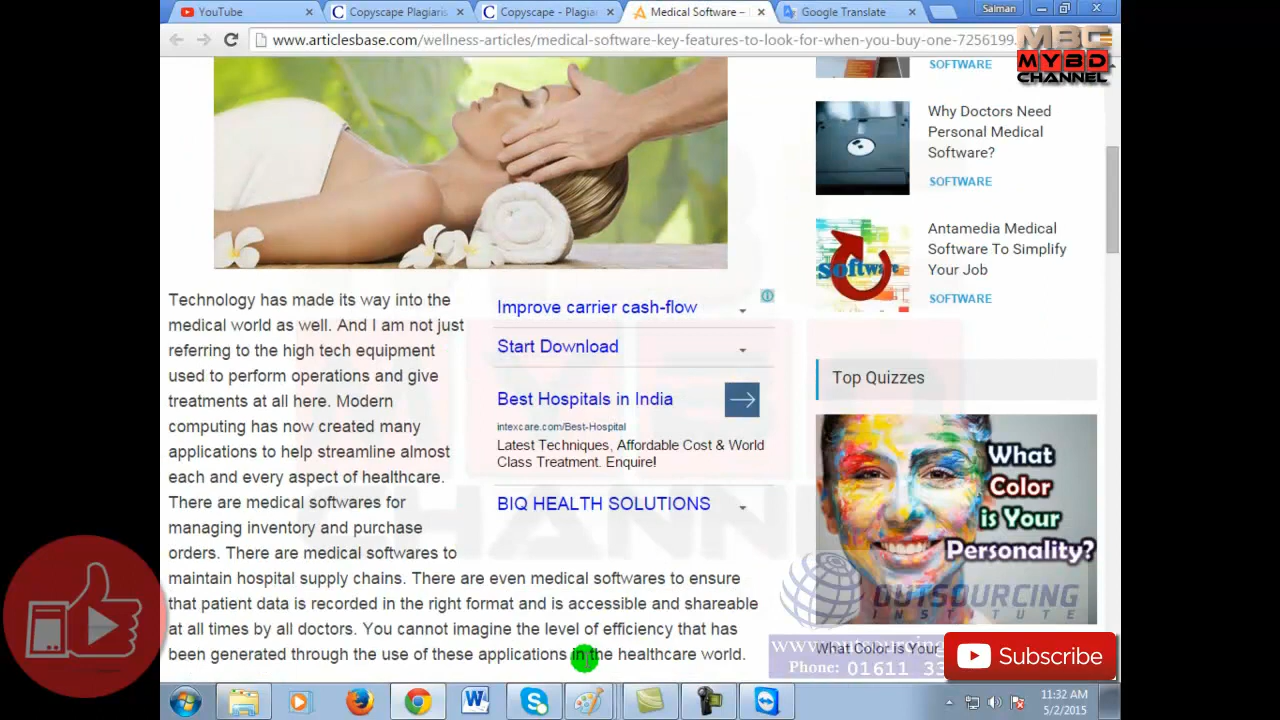 YouTube
Copyscape Plagiaris
Copyscape - Plagia
Medical Software –
Google Translate
Salman
www.articlesbase.com/wellness-articles/medical-software-key-features-to-look-for-when-you-buy-one-7256199.
MBC
MYBD
CHANNEL
SOFTWARE
Why Doctors Need
Personal Medical
Software?
SOFTWARE
Antamedia Medical
Software To Simplify
Your Job
SOFTWARE
Software
Technology has made its way into the
medical world as well. And I am not just
referring to the high tech equipment
used to perform operations and give
treatments at all here. Modern
computing has now created many
applications to help streamline almost
each and every aspect of healthcare.
There are medical softwares for
managing inventory and purchase
orders. There are medical softwares to
maintain hospital supply chains. There are even medical softwares to ensure
that patient data is recorded in the right format and is accessible and shareable
at all times by all doctors. You cannot imagine the level of efficiency that has
been generated through the use of these applications in the healthcare world.
Improve carrier cash-flow
Start Download
Best Hospitals in India
intexcare.com/Best-Hospital
Latest Techniques, Affordable Cost & World
Class Treatment. Enquire!
BIQ HEALTH SOLUTIONS
MYBD
CHANNEL
Top Quizzes
What
Color
is Your
Personality?
OUTSOURCING
INSTITUTE
www.outsourcing
What Color is Your
Phone: 01611 33
Subscribe
11:32 AM
5/2/2015